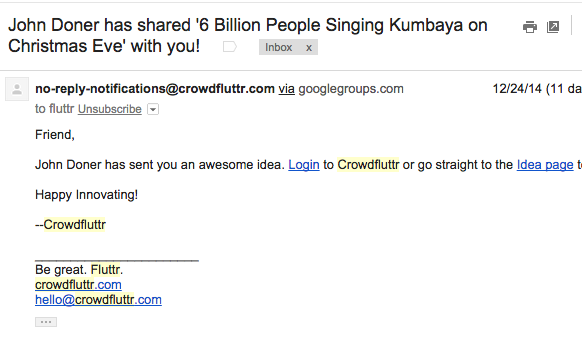 John Doner has shared '6 Billion People Singing Kumbaya on
Christmas Eve' with you!
Inbox x
no-reply-notifications@crowdfluttr.com via googlegroups.com 12/24/14 (11 da
to fluttr Unsubscribe
Friend,
John Doner has sent you an awesome idea. Login to Crowdfluttr or go straight to the Idea page t
Happy Innovating!
--Crowdfluttr
______________________
Be great. Fluttr.
crowdfluttr.com
hello@crowdfluttr.com